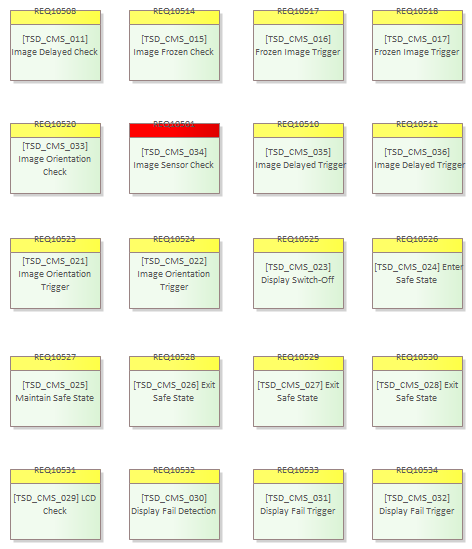 REQ10508
[TSD_CMS_011]
Image Delayed Check
REQ10514
[TSD_CMS_015]
Image Frozen Check
REQ10517
[TSD_CMS_016]
Frozen Image Trigger
REQ10518
[TSD_CMS_017]
Frozen Image Trigger
REQ10520
[TSD_CMS_033]
Image Orientation
Check
REQ10501
[TSD_CMS_034]
Image Sensor Check
REQ10510
[TSD_CMS_035]
Image Delayed Trigger
REQ10512
[TSD_CMS_036]
Image Delayed Trigger
REQ10523
[TSD_CMS_021]
Image Orientation
Trigger
REQ10524
[TSD_CMS_022]
Image Orientation
Trigger
REQ10525
[TSD_CMS_023]
Display Switch-Off
REQ10526
[TSD_CMS_024] Enter
Safe State
REQ10527
[TSD_CMS_025]
Maintain Safe State
REQ10528
[TSD_CMS_026] Exit
Safe State
REQ10529
[TSD_CMS_027] Exit
Safe State
REQ10530
[TSD_CMS_028] Exit
Safe State
REQ10531
[TSD_CMS_029] LCD
Check
REQ10532
[TSD_CMS_030]
Display Fail Detection
REQ10533
[TSD_CMS_031]
Display Fail Trigger
REQ10534
[TSD_CMS_032]
Display Fail Trigger